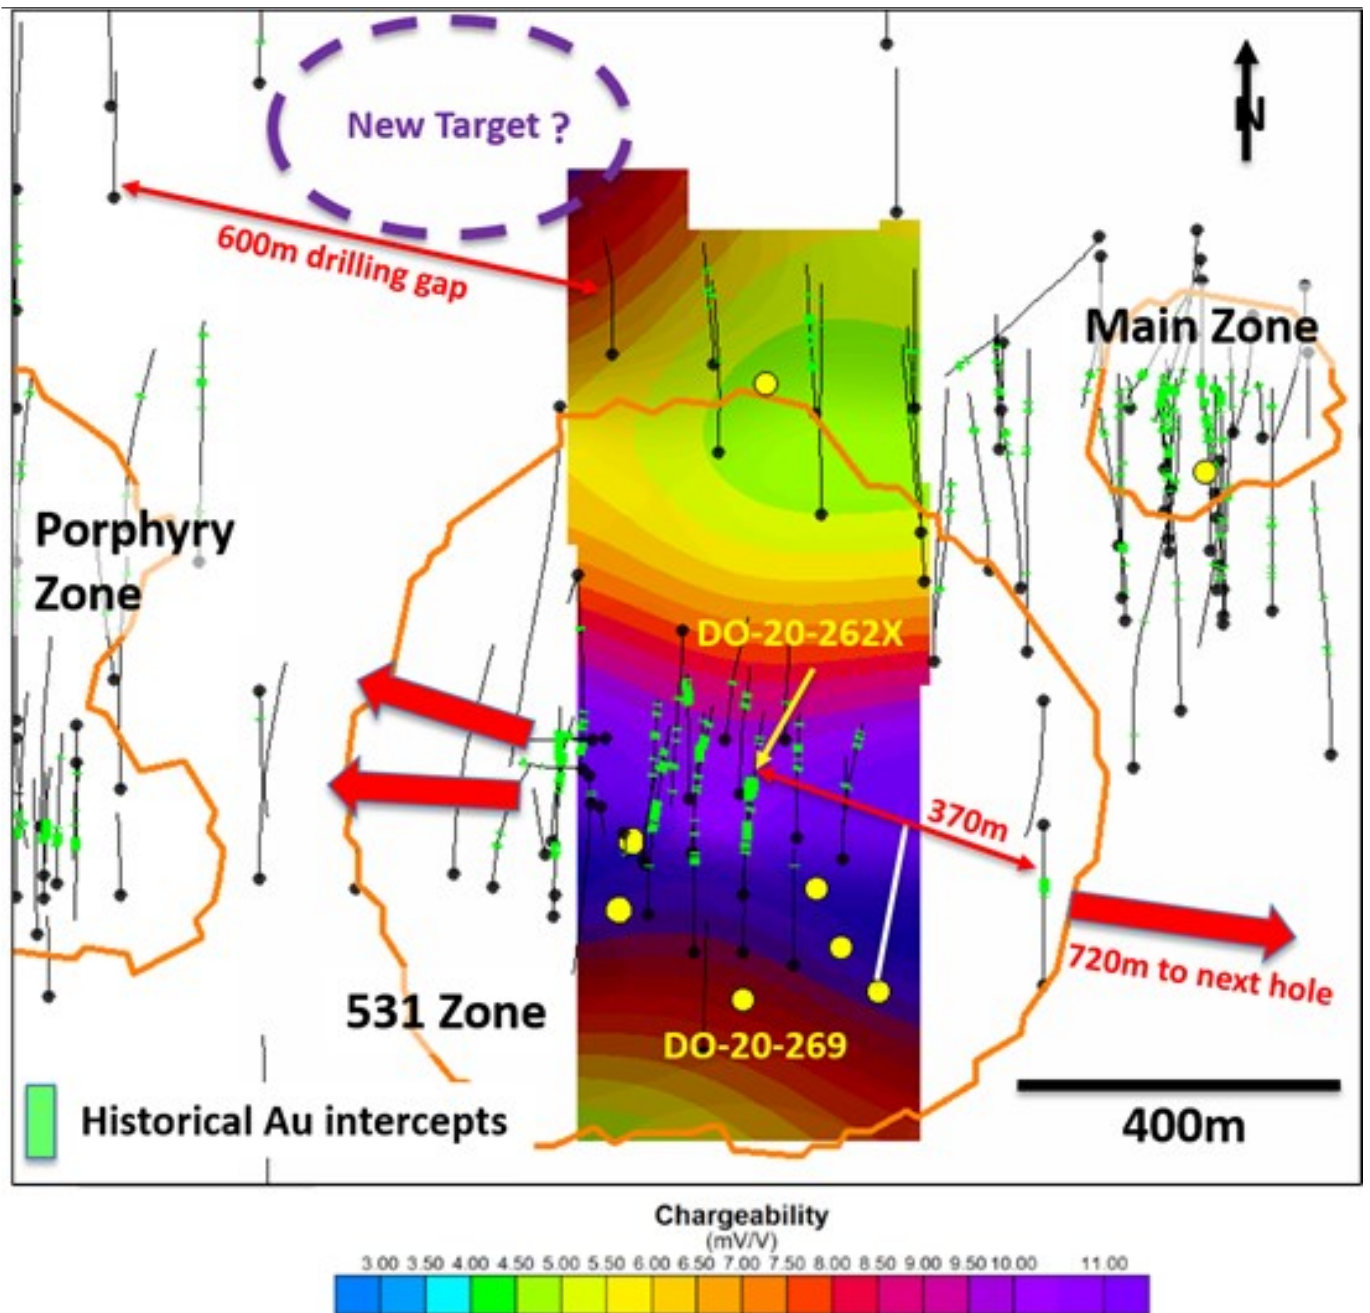 New Target ?
N
600m drilling gap
Main Zone
Porphyry
Zone
DO-20-262X
370m
720m to next hole
531 Zone
DO-20-269
Historical Au intercepts
400m
Chargeability
(mV/V)
3.00 3.50 4.00 4.50 5.00 5.50 6.00 6.50 7.00 7.50 8.00 8.50 9.00 9.50 10.00 11.00